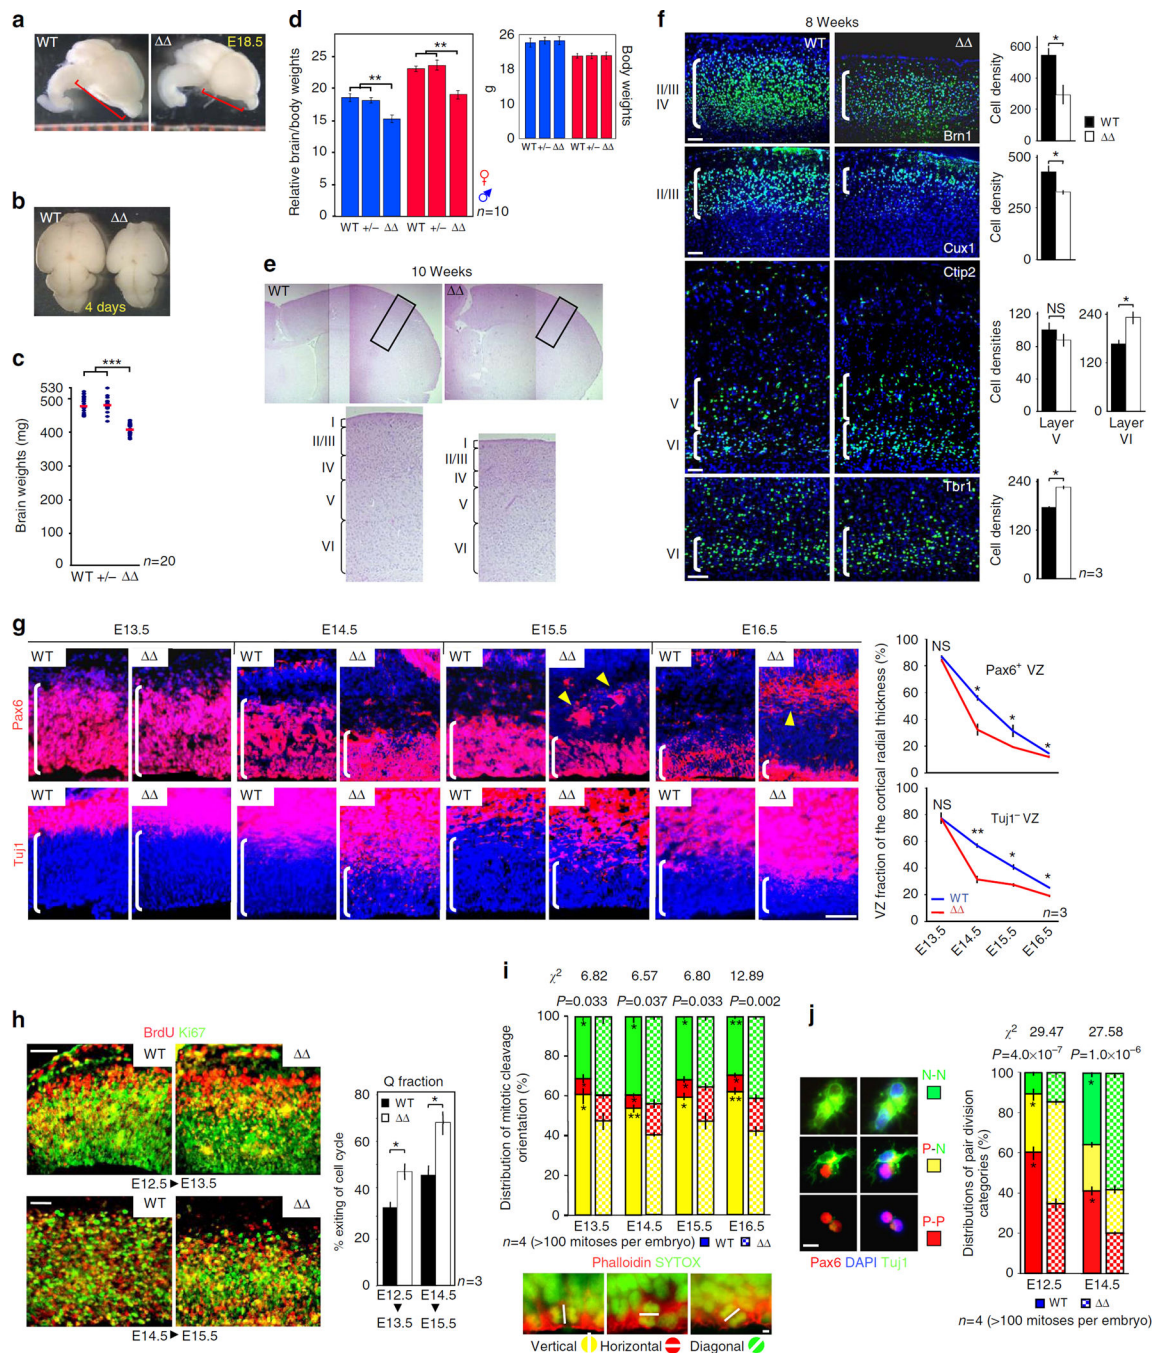 a
WT
ΔΔ
E18.5
b
WT
ΔΔ
4 days
c
Brain weights (mg)
530
500
400
300
200
100
0
***
n=20
WT +/– ΔΔ
d
Relative brain/body weights
25
22
19
16
13
0
**
**
WT +/– ΔΔ
WT +/– ΔΔ
♀
♂
n=10
g
26
18
9
0
Body weights
WT +/– ΔΔ
WT +/– ΔΔ
e
10 Weeks
WT
ΔΔ
I
II/III
IV
V
VI
I
II/III
IV
V
VI
f
8 Weeks
WT
ΔΔ
II/III
IV
Brn1
Cell density
600
400
200
0
*
WT
ΔΔ
II/III
Cux1
Cell density
500
250
0
*
Ctip2
V
VI
Cell densities
120
80
40
0
NS
Layer V
240
120
0
*
Layer VI
Tbr1
VI
Cell density
240
120
0
*
n=3
g
E13.5
E14.5
E15.5
E16.5
WT
ΔΔ
WT
ΔΔ
WT
ΔΔ
WT
ΔΔ
Pax6
WT
ΔΔ
WT
ΔΔ
WT
ΔΔ
WT
ΔΔ
Tuj1
VZ fraction of the cortical radial thickness (%)
100
80
60
40
20
0
NS
*
*
*
Pax6⁺ VZ
100
80
60
40
20
0
NS
**
*
*
Tuj1⁻ VZ
WT
ΔΔ
n=3
E13.5
E14.5
E15.5
E16.5
h
BrdU Ki67
WT
ΔΔ
E12.5 ► E13.5
WT
ΔΔ
E14.5 ► E15.5
Q fraction
% exiting of cell cycle
80
60
40
20
0
WT
ΔΔ
*
*
n=3
E12.5
▼
E13.5
E14.5
▼
E15.5
i
χ² 6.82 6.57 6.80 12.89
P=0.033 P=0.037 P=0.033 P=0.002
Distribution of mitotic cleavage orientation (%)
100
80
60
40
20
0
* * * **
* * * *
* ** * **
E13.5 E14.5 E15.5 E16.5
n=4 (>100 mitoses per embryo) WT ΔΔ
Phalloidin SYTOX
Vertical Horizontal Diagonal
j
χ² 29.47 27.58
P=4.0×10⁻⁷ P=1.0×10⁻⁶
N-N
P-N
P-P
Pax6 DAPI Tuj1
Distributions of pair division categories (%)
100
80
60
40
20
0
*
*
*
*
E12.5 E14.5
WT ΔΔ
n=4 (>100 mitoses per embryo)